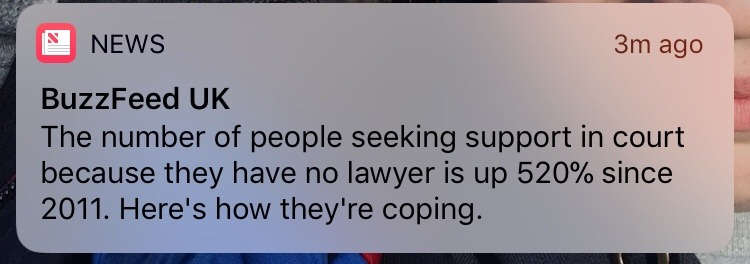 NEWS 3m ago
BuzzFeed UK
The number of people seeking support in court
because they have no lawyer is up 520% since
2011. Here's how they're coping.